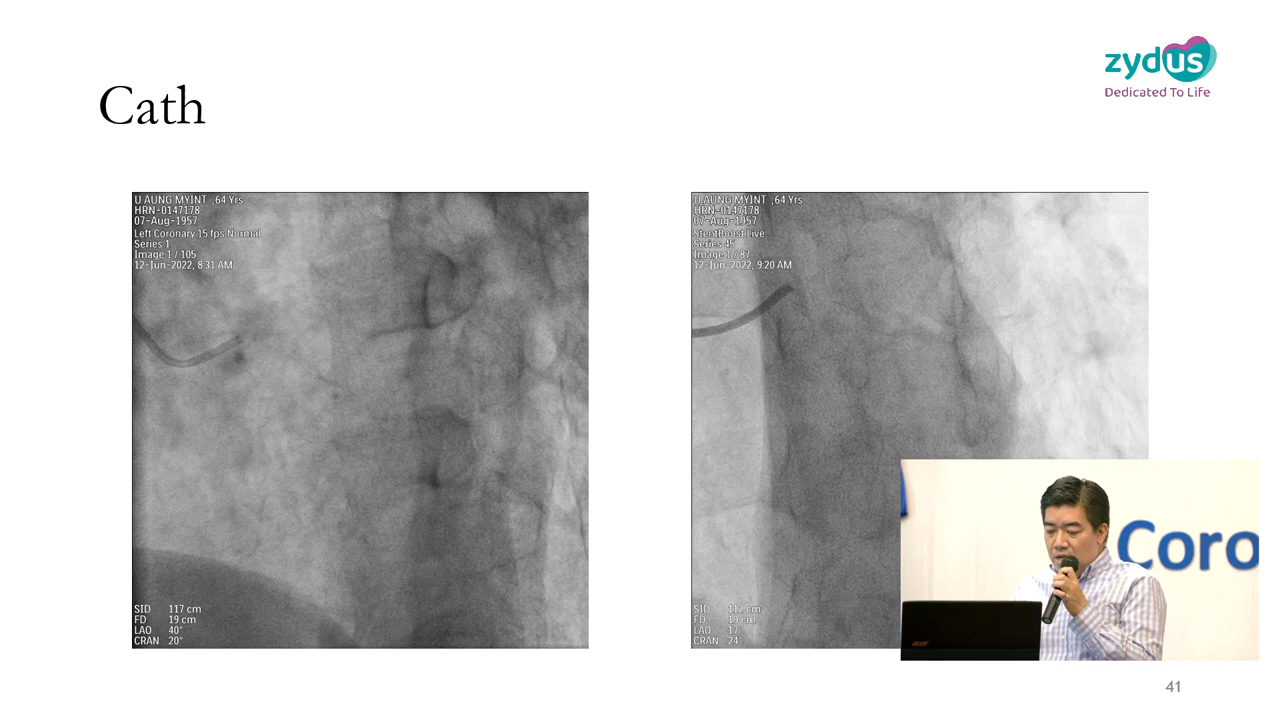 zydus
Dedicated To Life
Cath
U AUNG MYINT ,64 Yrs
HRN-0147178
07-Aug-1957
Left Coronary 15 fps Normal
Series 1
Image 1 / 105
12-Jun-2022, 8:31 AM
SID 117 cm
FD 19 cm
LAO 40°
CRAN 20°
U AUNG MYINT ,64 Yrs
HRN-0147178
07-Aug-1957
StentBoost Live
Series 45
Image 1 / 87
12-Jun-2022, 9:20 AM
SID 112 cm
FD 19 cm
LAO 17°
CRAN 24°
Coro
acer
41